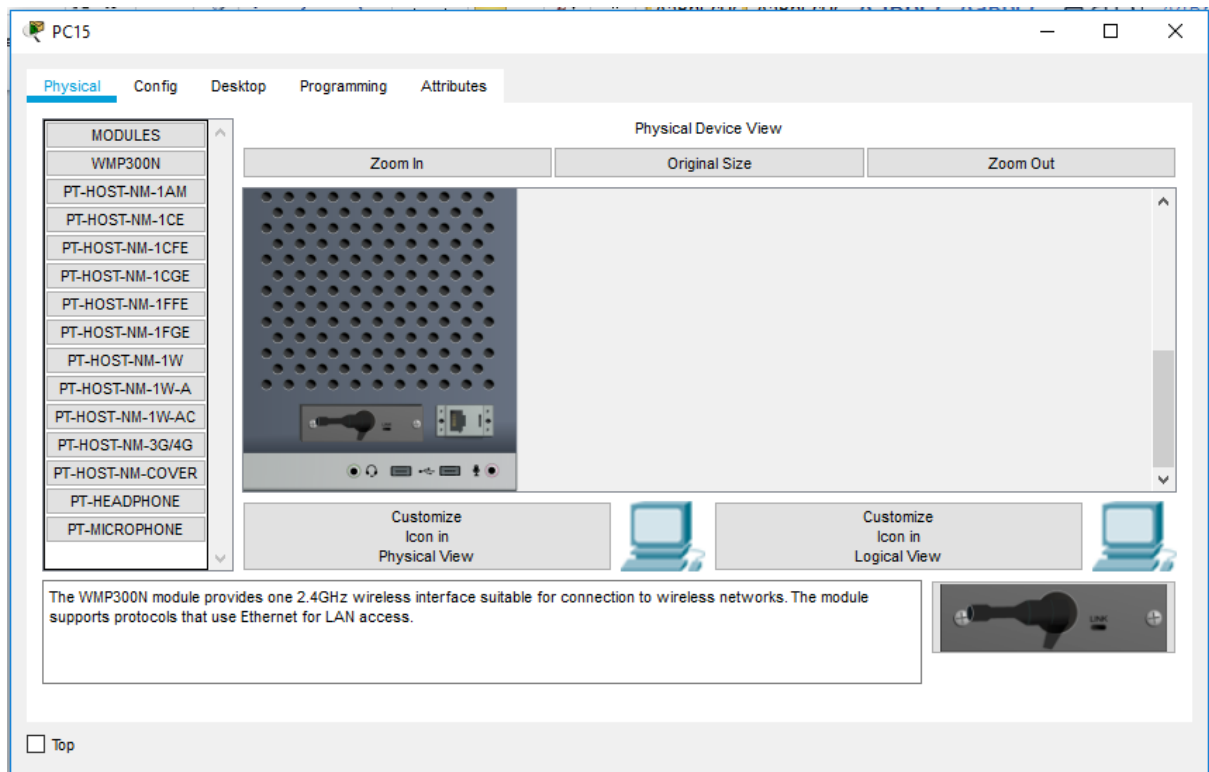 PC15
Physical Config Desktop Programming Attributes
MODULES
WMP300N
PT-HOST-NM-1AM
PT-HOST-NM-1CE
PT-HOST-NM-1CFE
PT-HOST-NM-1CGE
PT-HOST-NM-1FFE
PT-HOST-NM-1FGE
PT-HOST-NM-1W
PT-HOST-NM-1W-A
PT-HOST-NM-1W-AC
PT-HOST-NM-3G/4G
PT-HOST-NM-COVER
PT-HEADPHONE
PT-MICROPHONE
Physical Device View
Zoom In Original Size Zoom Out
Customize
Icon in
Physical View
Customize
Icon in
Logical View
The WMP300N module provides one 2.4GHz wireless interface suitable for connection to wireless networks. The module
supports protocols that use Ethernet for LAN access.
LINK
Top